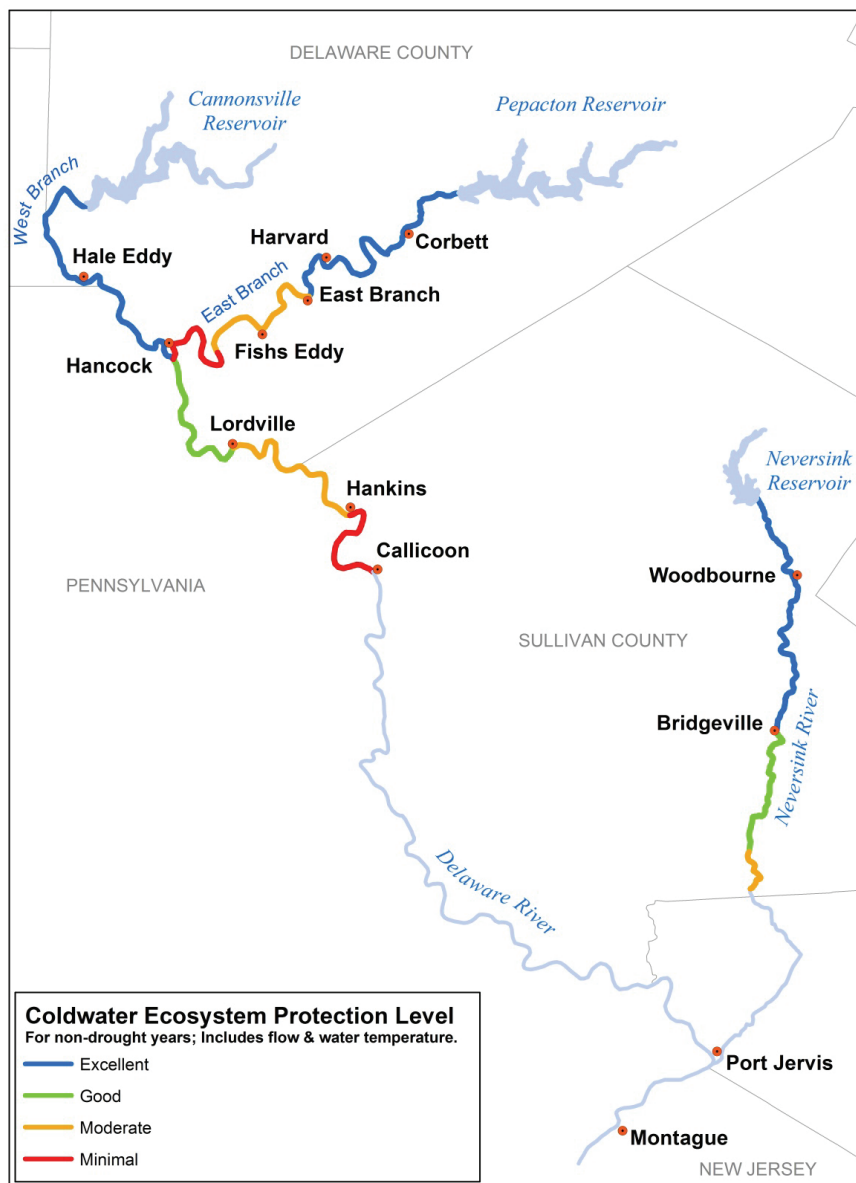 DELAWARE COUNTY
Cannonsville
Reservoir
Pepacton Reservoir
West Branch
Harvard
Corbett
Hale Eddy
East Branch
East Branch
Fishs Eddy
Hancock
Lordville
Neversink
Reservoir
Hankins
Callicoon
Woodbourne
PENNSYLVANIA
SULLIVAN COUNTY
Bridgeville
Neversink River
Delaware River
Coldwater Ecosystem Protection Level
For non-drought years; Includes flow & water temperature.
Excellent
Good
Moderate
Minimal
Port Jervis
Montague
NEW JERSEY